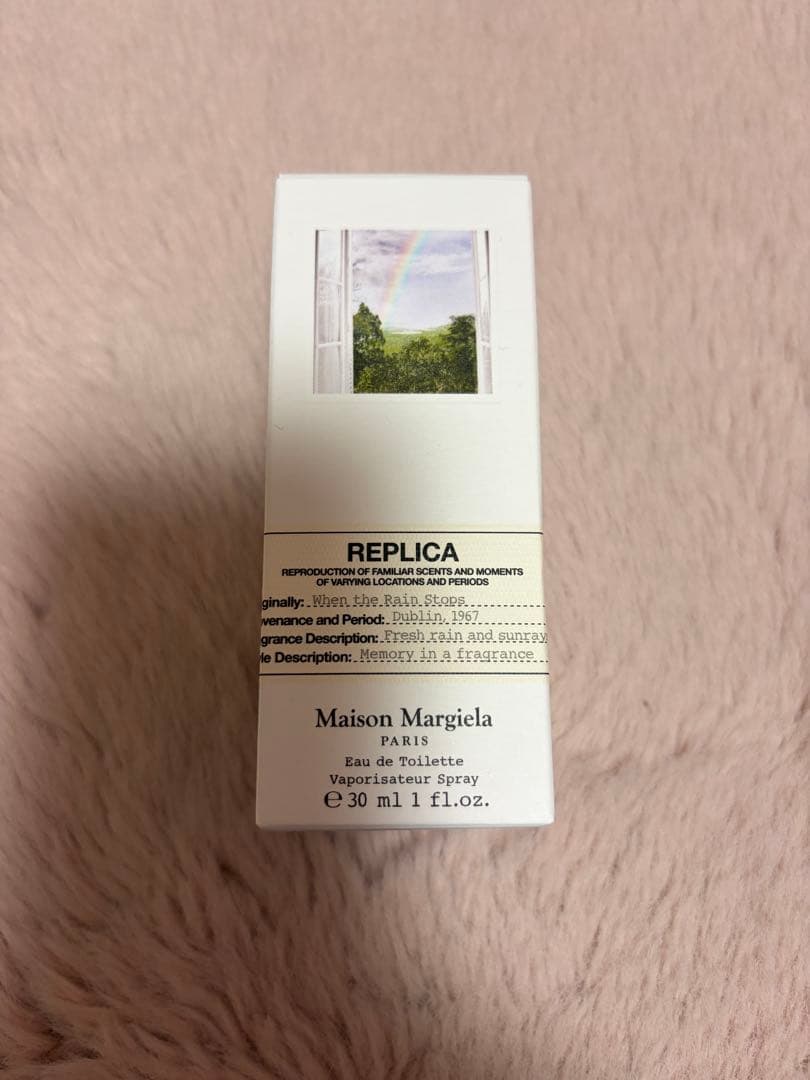 REPLICA
REPRODUCTION OF FAMILIAR SCENTS AND MOMENTS
OF VARYING LOCATIONS AND PERIODS
ginally: When the Rain Stops
venance and Period: Dublin, 1967
grance Description: Fresh rain and sunray
le Description: Memory in a fragrance
Maison Margiela
PARIS
Eau de Toilette
Vaporisateur Spray
℮ 30 ml 1 fl.oz.